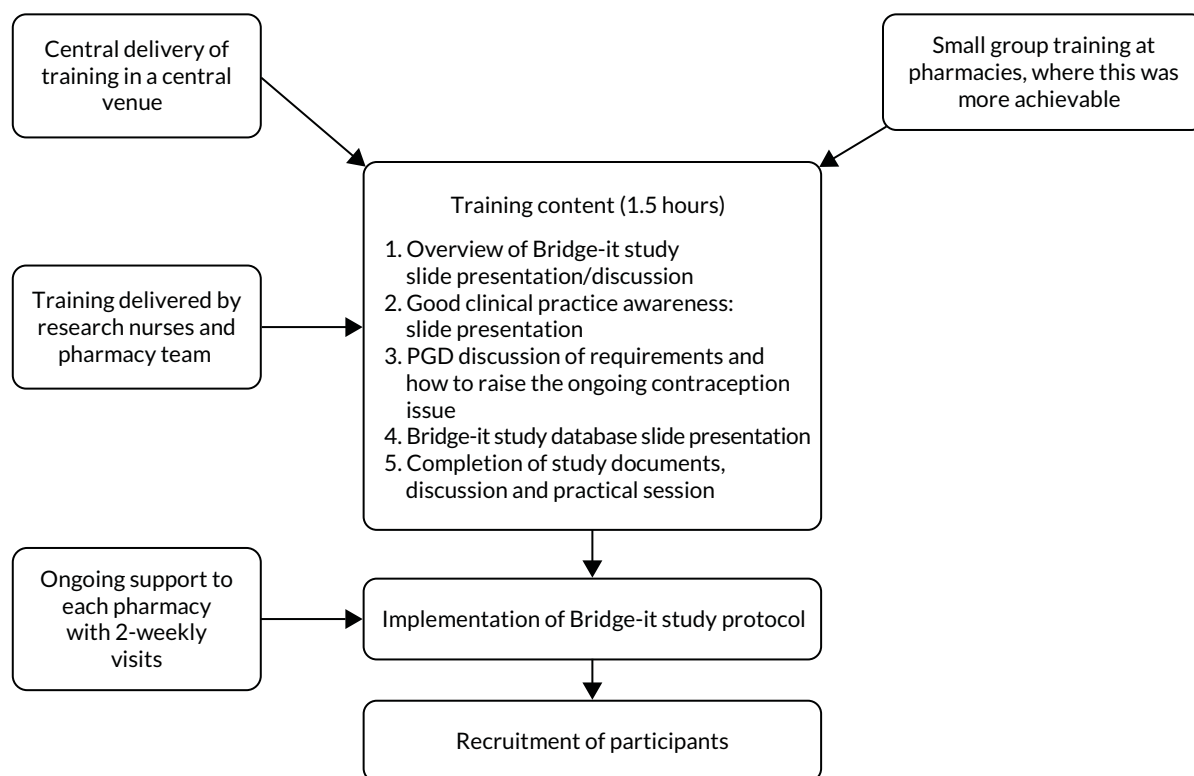 Central delivery of
training in a central
venue
Small group training at
pharmacies, where this was
more achievable
Training content (1.5 hours)
1. Overview of Bridge-it study
slide presentation/discussion
2. Good clinical practice awareness:
slide presentation
3. PGD discussion of requirements and
how to raise the ongoing contraception
issue
4. Bridge-it study database slide presentation
5. Completion of study documents,
discussion and practical session
Training delivered by
research nurses and
pharmacy team
Ongoing support to
each pharmacy
with 2-weekly
visits
Implementation of Bridge-it study protocol
Recruitment of participants